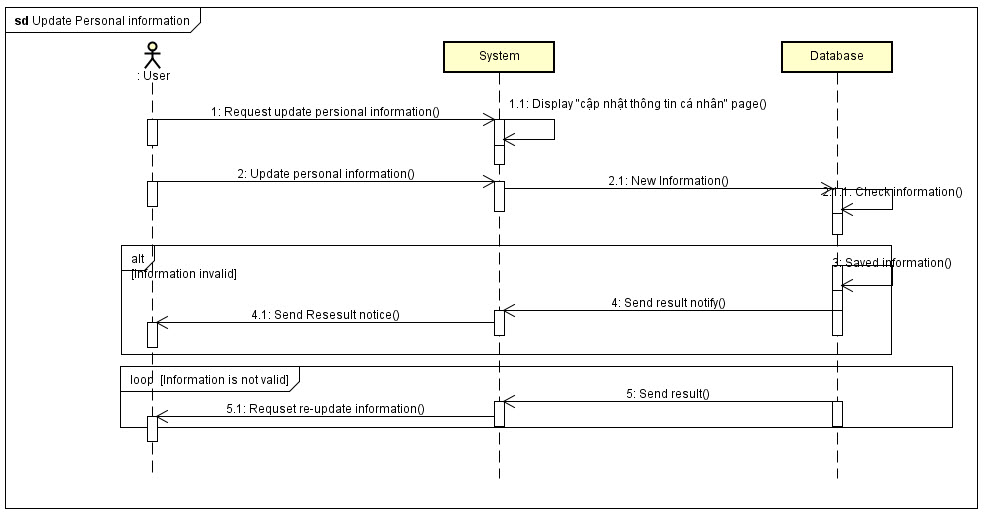 sd Update Personal information
: User
System
Database
1.1: Display "cập nhật thông tin cá nhân" page()
1: Request update persional information()
2: Update personal information()
2.1: New Information()
2.1.1: Check information()
alt
[Information invalid]
3: Saved information()
4: Send result notify()
4.1: Send Resesult notice()
loop [Information is not valid]
5: Send result()
5.1: Requset re-update information()